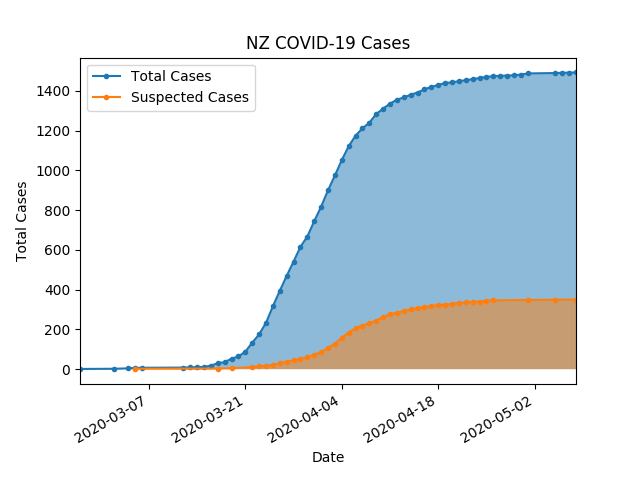 NZ COVID-19 Cases
Total Cases
Suspected Cases
Total Cases
1400
1200
1000
800
600
400
200
0
2020-03-07
2020-03-21
2020-04-04
2020-04-18
2020-05-02
Date